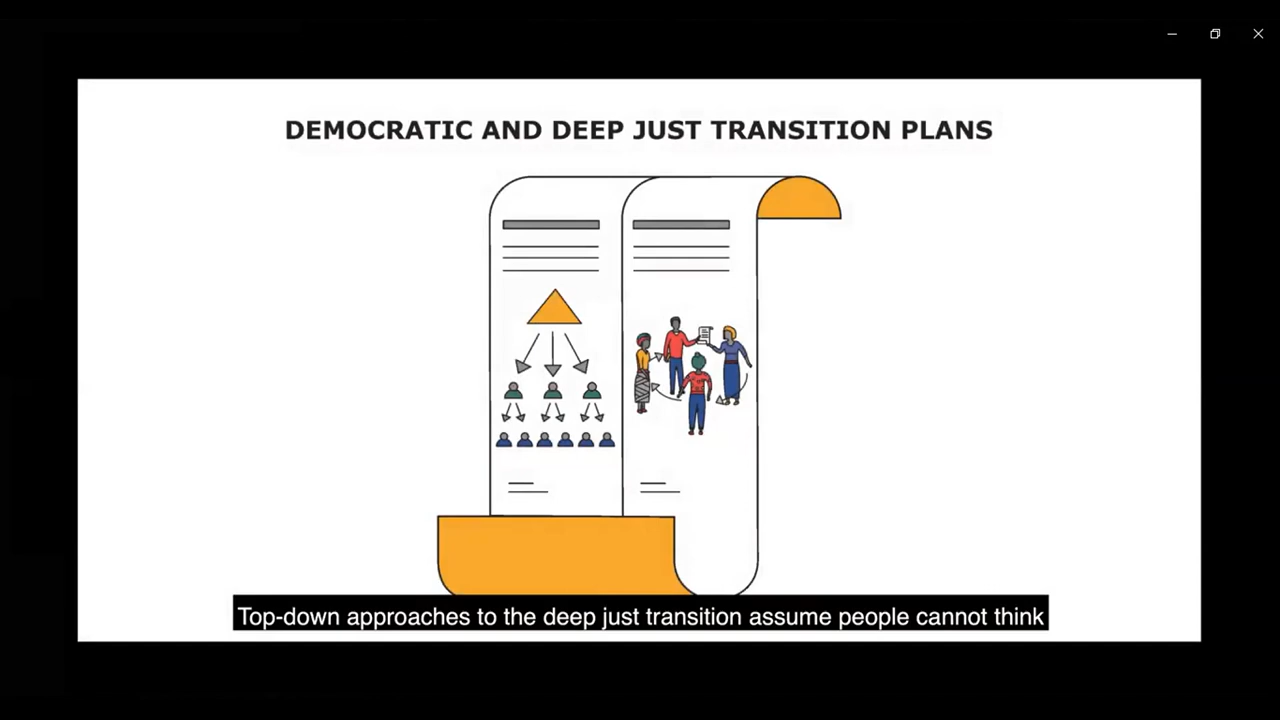 DEMOCRATIC AND DEEP JUST TRANSITION PLANS
Top-down approaches to the deep just transition assume people cannot think